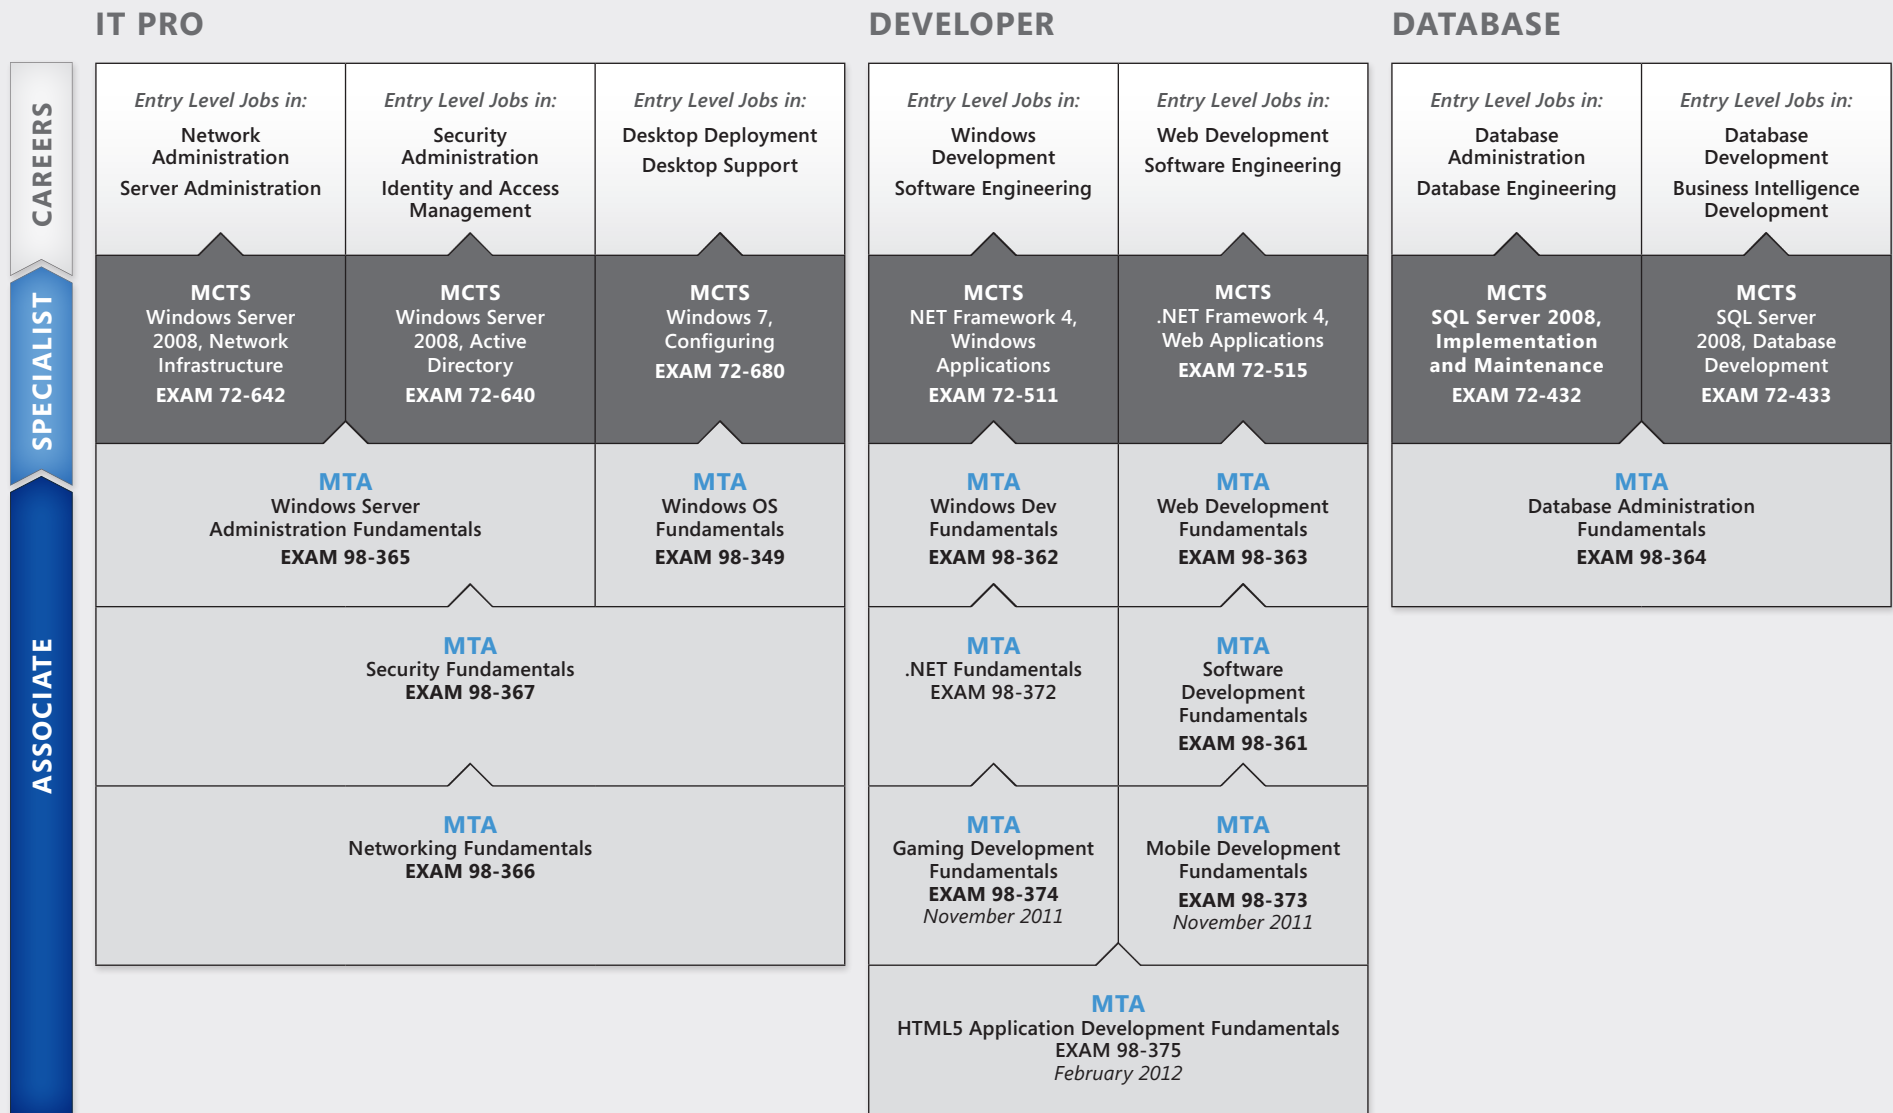 IT PRO
DEVELOPER
DATABASE
CAREERS
SPECIALIST
ASSOCIATE
Entry Level Jobs in:
Network
Administration
Server Administration
Entry Level Jobs in:
Security
Administration
Identity and Access
Management
Entry Level Jobs in:
Desktop Deployment
Desktop Support
MCTS
Windows Server
2008, Network
Infrastructure
EXAM 72-642
MCTS
Windows Server
2008, Active
Directory
EXAM 72-640
MCTS
Windows 7,
Configuring
EXAM 72-680
MTA
Windows Server
Administration Fundamentals
EXAM 98-365
MTA
Windows OS
Fundamentals
EXAM 98-349
MTA
Security Fundamentals
EXAM 98-367
MTA
Networking Fundamentals
EXAM 98-366
Entry Level Jobs in:
Windows
Development
Software Engineering
Entry Level Jobs in:
Web Development
Software Engineering
MCTS
NET Framework 4,
Windows
Applications
EXAM 72-511
MCTS
.NET Framework 4,
Web Applications
EXAM 72-515
MTA
Windows Dev
Fundamentals
EXAM 98-362
MTA
Web Development
Fundamentals
EXAM 98-363
MTA
.NET Fundamentals
EXAM 98-372
MTA
Software
Development
Fundamentals
EXAM 98-361
MTA
Gaming Development
Fundamentals
EXAM 98-374
November 2011
MTA
Mobile Development
Fundamentals
EXAM 98-373
November 2011
MTA
HTML5 Application Development Fundamentals
EXAM 98-375
February 2012
Entry Level Jobs in:
Database
Administration
Database Engineering
Entry Level Jobs in:
Database
Development
Business Intelligence
Development
MCTS
SQL Server 2008,
Implementation
and Maintenance
EXAM 72-432
MCTS
SQL Server
2008, Database
Development
EXAM 72-433
MTA
Database Administration
Fundamentals
EXAM 98-364